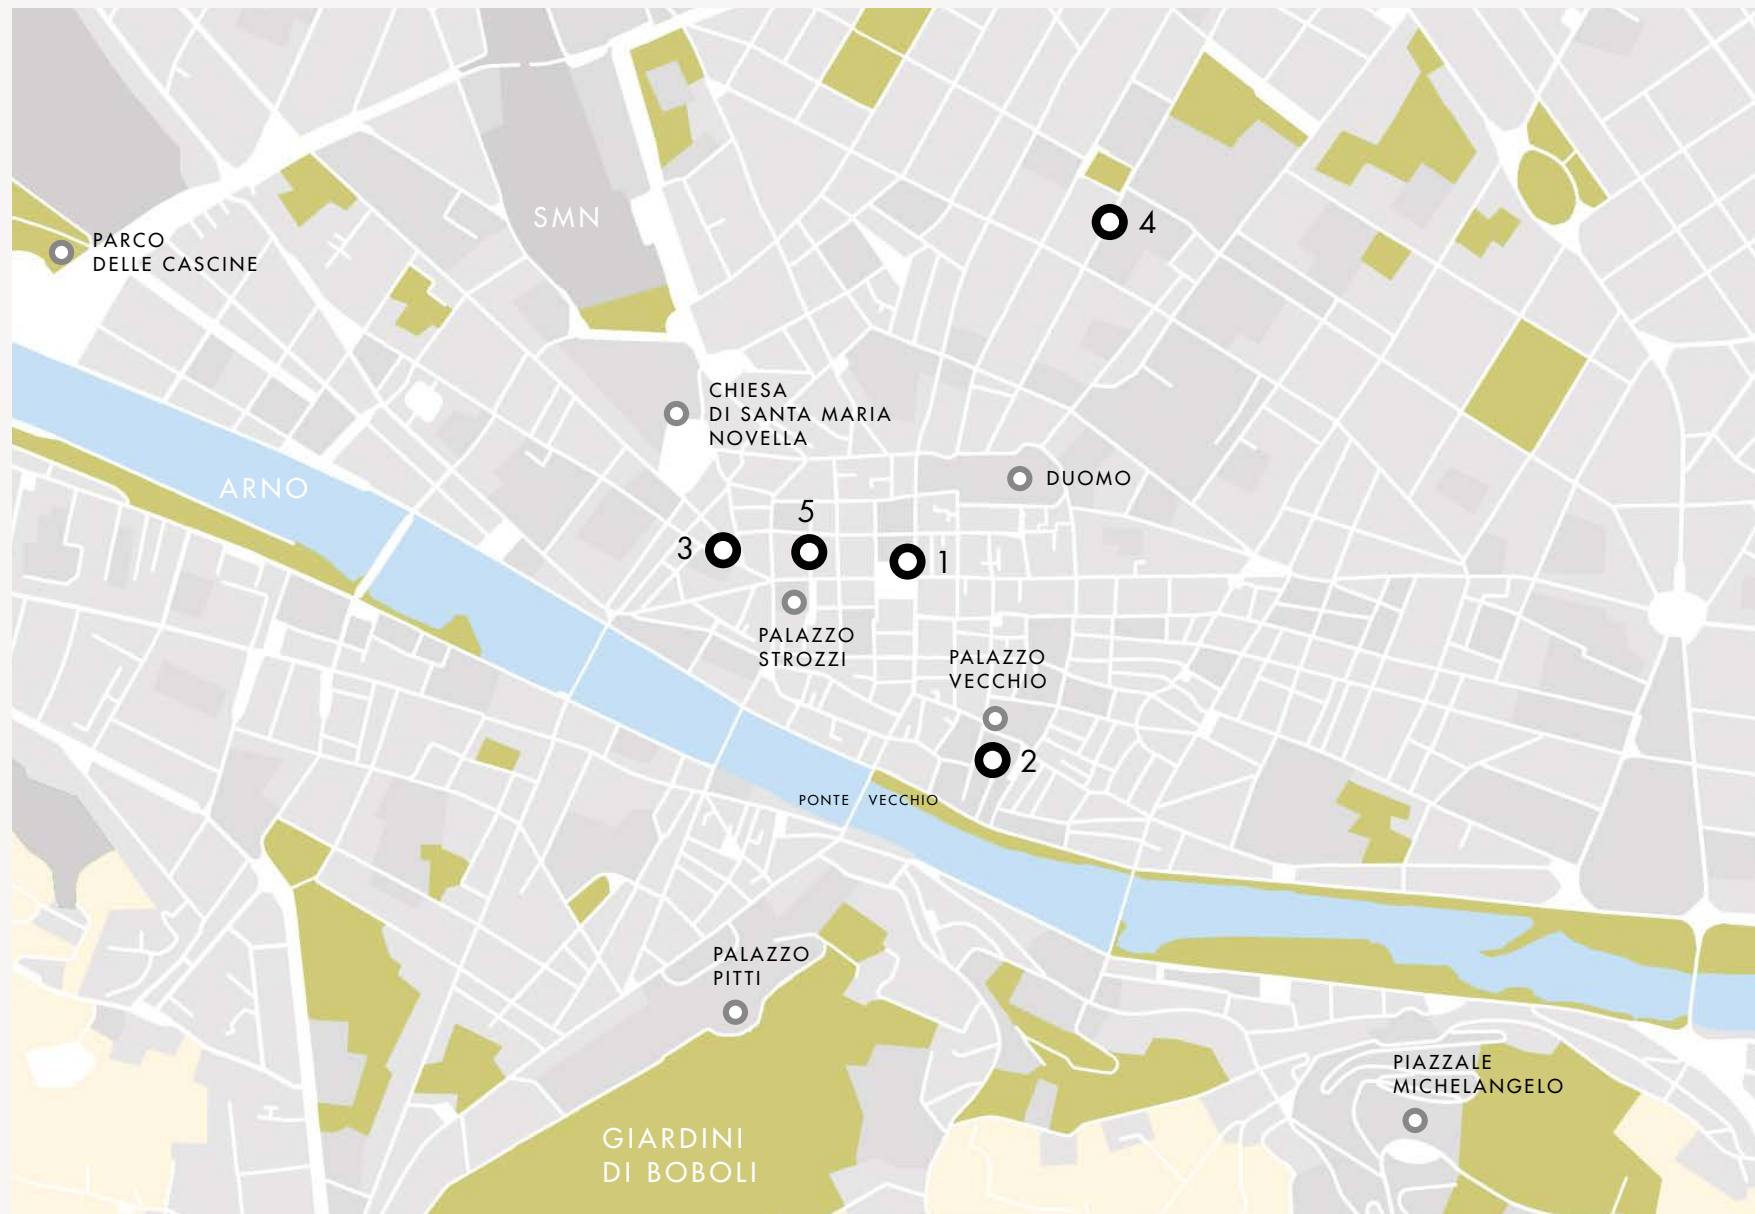 SMN
4
PARCO
DELLE CASCINE
CHIESA
DI SANTA MARIA
NOVELLA
DUOMO
ARNO
5
3
1
PALAZZO
STROZZI
PALAZZO
VECCHIO
2
PONTE VECCHIO
PALAZZO
PITTI
PIAZZALE
MICHELANGELO
GIARDINI
DI BOBOLI